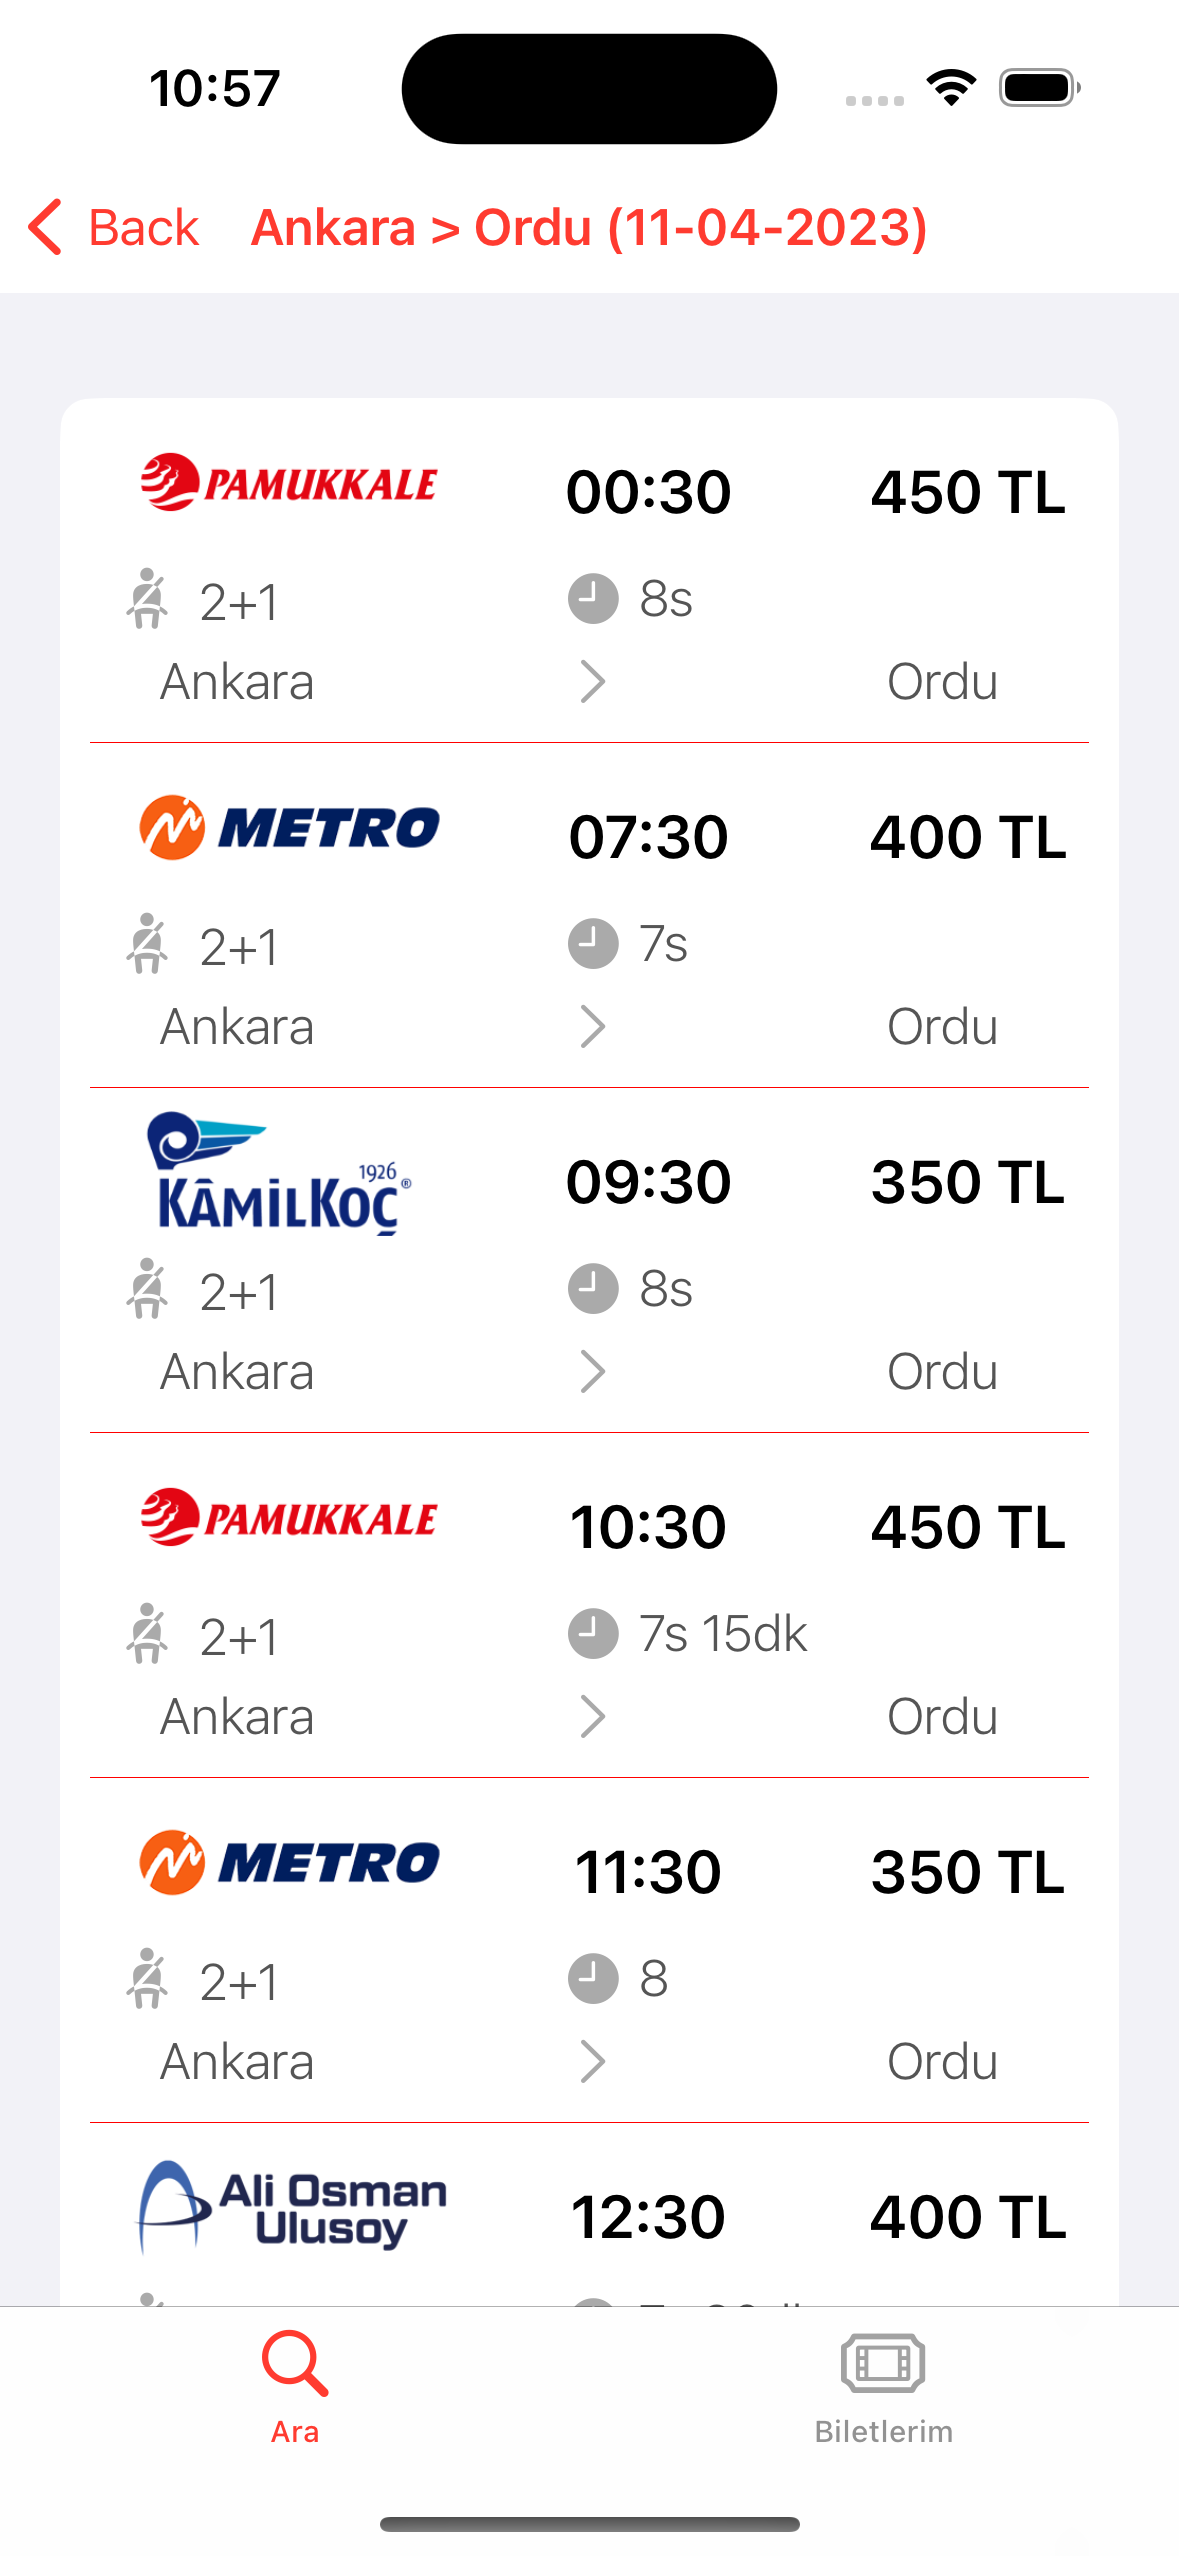 10:57
Back Ankara > Ordu (11-04-2023)
PAMUKKALE 00:30 450 TL
2+1 8s
Ankara > Ordu
METRO 07:30 400 TL
2+1 7s
Ankara > Ordu
1926
KÂMİLKOÇ® 09:30 350 TL
2+1 8s
Ankara > Ordu
PAMUKKALE 10:30 450 TL
2+1 7s 15dk
Ankara > Ordu
METRO 11:30 350 TL
2+1 8
Ankara > Ordu
Ali Osman
Ulusoy 12:30 400 TL
Ara Biletlerim